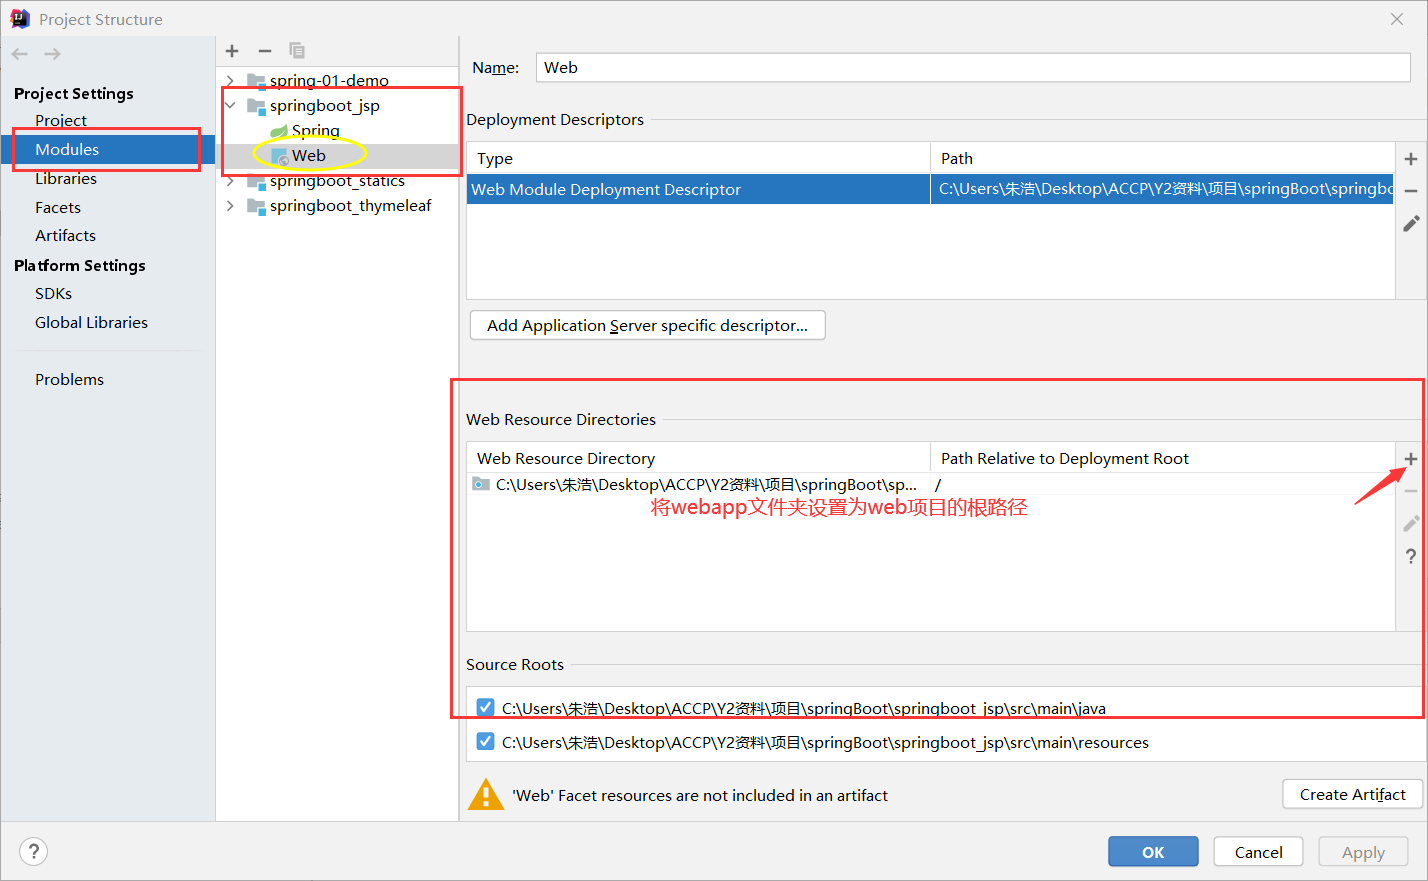 Project Structure
Project Settings
Project
Modules
Libraries
Facets
Artifacts
Platform Settings
SDKs
Global Libraries
Problems
spring-01-demo
springboot_jsp
Spring
Web
springboot_statics
springboot_thymeleaf
Name: Web
Deployment Descriptors
Type Path
Web Module Deployment Descriptor C:\Users\朱浩\Desktop\ACCP\Y2资料\项目\springBoot\springbo
Add Application Server specific descriptor...
Web Resource Directories
Web Resource Directory Path Relative to Deployment Root
C:\Users\朱浩\Desktop\ACCP\Y2资料\项目\springBoot\sp... /
将webapp文件夹设置为web项目的根路径
Source Roots
C:\Users\朱浩\Desktop\ACCP\Y2资料\项目\springBoot\springboot_jsp\src\main\java
C:\Users\朱浩\Desktop\ACCP\Y2资料\项目\springBoot\springboot_jsp\src\main\resources
'Web' Facet resources are not included in an artifact
Create Artifact
?
OK Cancel Apply